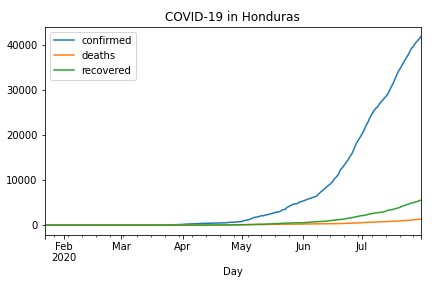 COVID-19 in Honduras
confirmed
deaths
recovered
40000
30000
20000
10000
0
Feb Mar Apr May Jun Jul
2020
Day